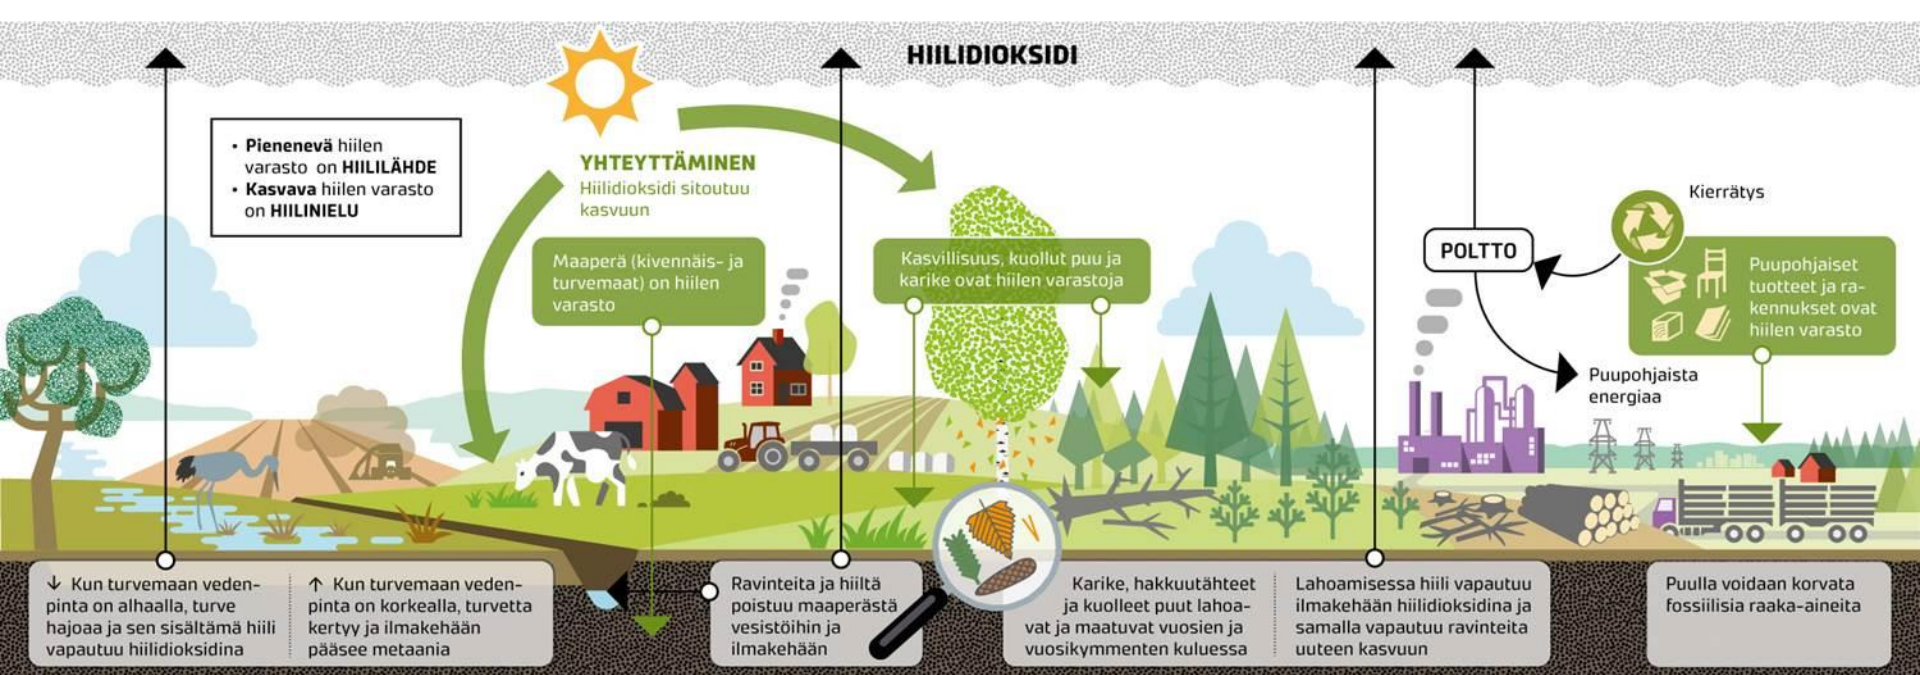 HIILIDIOKSIDI
• Pienenevä hiilen
varasto on HIILILÄHDE
• Kasvava hiilen varasto
on HIILINIELU
YHTEYTTÄMINEN
Hiilidioksidi sitoutuu
kasvuun
Maaperä (kivennäis- ja
turvemaat) on hiilen
varasto
Kasvillisuus, kuollut puu ja
karike ovat hiilen varastoja
POLTTO
Kierrätys
Puupohjaiset
tuotteet ja ra-
kennukset ovat
hiilen varasto
Puupohjaista
energiaa
↓ Kun turvemaan veden-
pinta on alhaalla, turve
hajoaa ja sen sisältämä hiili
vapautuu hiilidioksidina
↑ Kun turvemaan veden-
pinta on korkealla, turvetta
kertyy ja ilmakehään
pääsee metaania
Ravinteita ja hiiltä
poistuu maaperästä
vesistöihin ja
ilmakehään
Karike, hakkuutähteet
ja kuolleet puut lahoa-
vat ja maatuvat vuosien ja
vuosikymmenten kuluessa
Lahoamisessa hiili vapautuu
ilmakehään hiilidioksidina ja
samalla vapautuu ravinteita
uuteen kasvuun
Puulla voidaan korvata
fossiilisia raaka-aineita